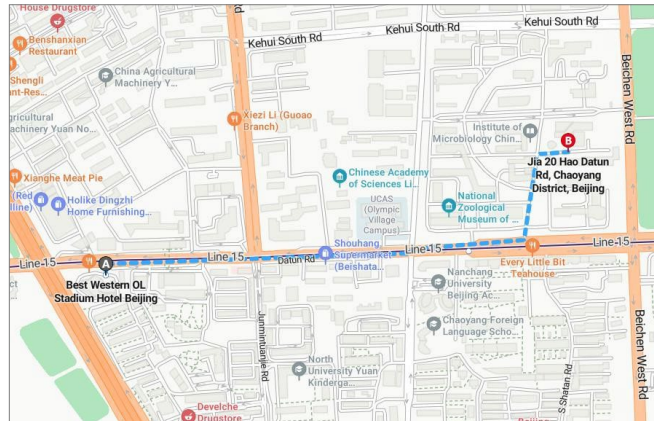 House Drugstore
Rd
Kehui South Rd
Kehui South Rd
Benshanxian
Restaurant
China Agricultural
Machinery Y...
Shengli
ant-Res...
Beichen West Rd
gricultural
achinery Yuan No...
Xiezi Li (Guoao
Branch)
Institute of
Microbiology Chin...
B
Jia 20 Hao Datun
Rd, Chaoyang
District, Beijing
Xianghe Meat Pie
Chinese Academy
of Sciences Li...
(Red
line)
Holike Dingzhi
Home Furnishing...
UCAS
(Olympic
Village
Campus)
National
Zoological
Museum of ...
Line 15
A
Line 15
Datun Rd
Shouhang
Supermarket
(Beishata...
Line 15
Line 15
Every Little Bit
Teahouse
Best Western OL
Stadium Hotel Beijing
Nanchang
University
Beijing Ac...
Chaoyang Foreign
Language Scho...
Junmintuanjie Rd
North
University Yuan
Kinderga...
S Shatan Rd
Beichen West Rd
Develche
Drugstore
Beijing